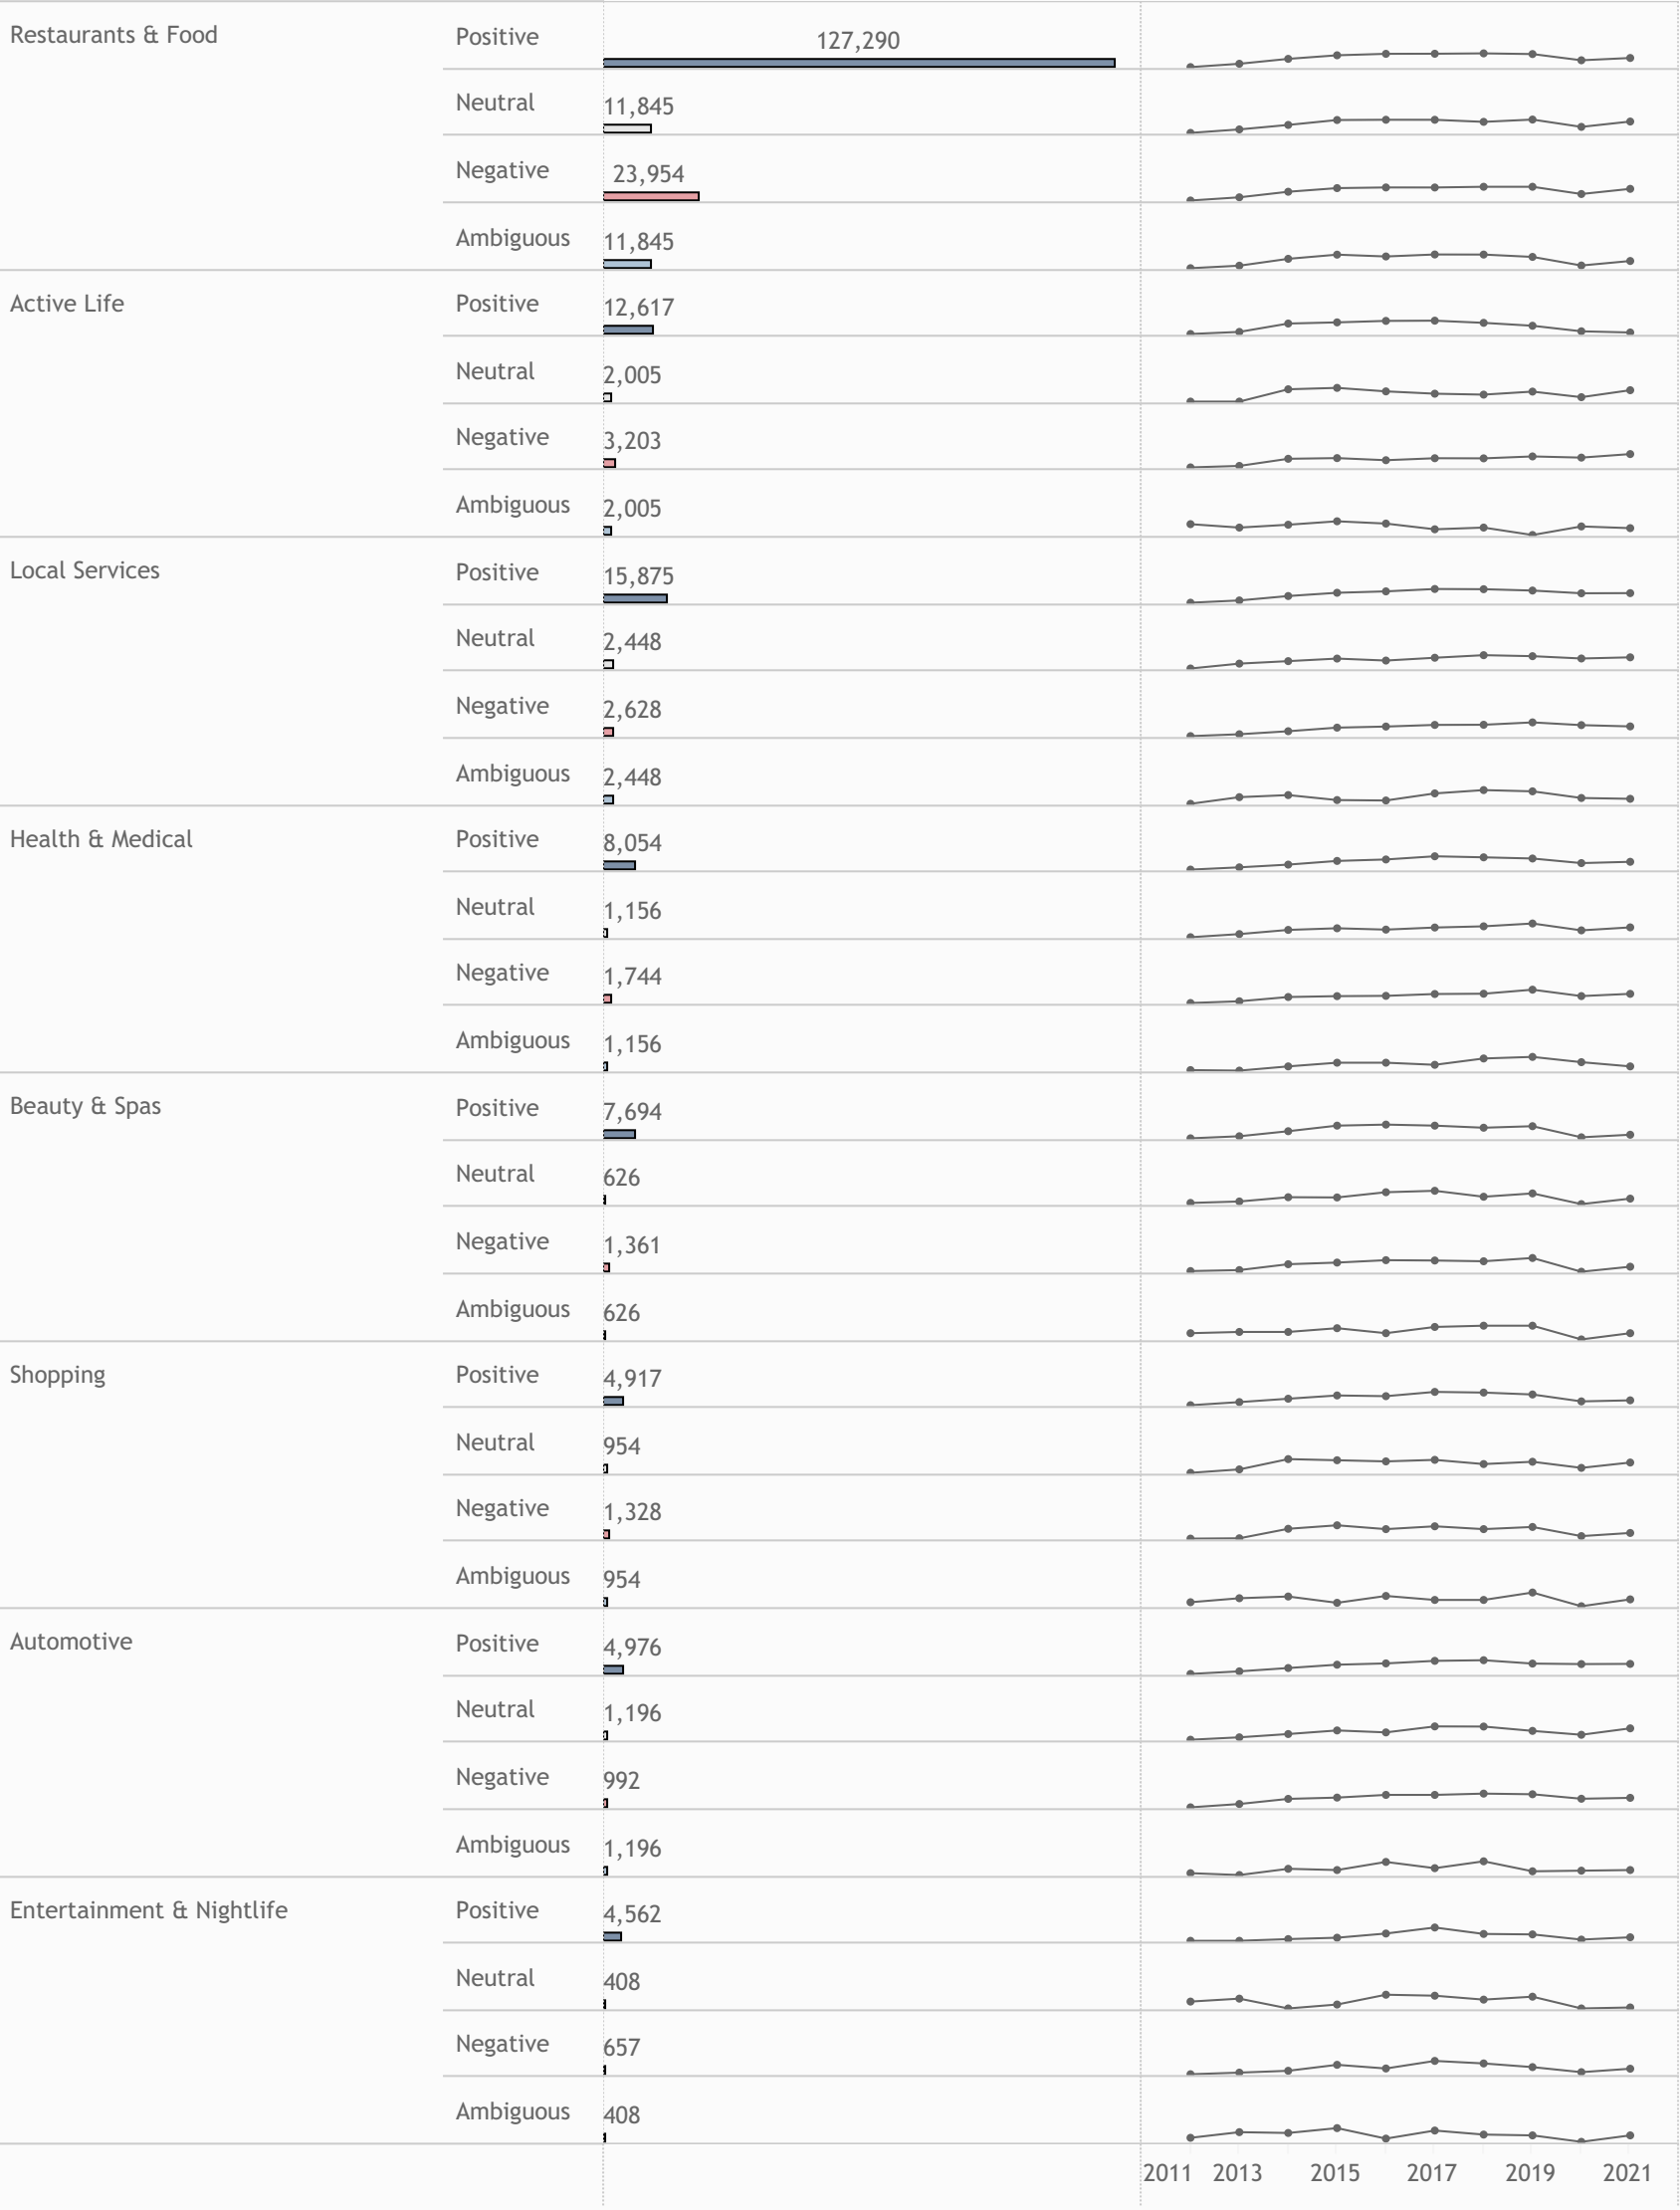 Restaurants & Food
Positive
127,290
Neutral
11,845
Negative
23,954
Ambiguous
11,845
Active Life
Positive
12,617
Neutral
2,005
Negative
3,203
Ambiguous
2,005
Local Services
Positive
15,875
Neutral
2,448
Negative
2,628
Ambiguous
2,448
Health & Medical
Positive
8,054
Neutral
1,156
Negative
1,744
Ambiguous
1,156
Beauty & Spas
Positive
7,694
Neutral
626
Negative
1,361
Ambiguous
626
Shopping
Positive
4,917
Neutral
954
Negative
1,328
Ambiguous
954
Automotive
Positive
4,976
Neutral
1,196
Negative
992
Ambiguous
1,196
Entertainment & Nightlife
Positive
4,562
Neutral
408
Negative
657
Ambiguous
408
2011 2013 2015 2017 2019 2021